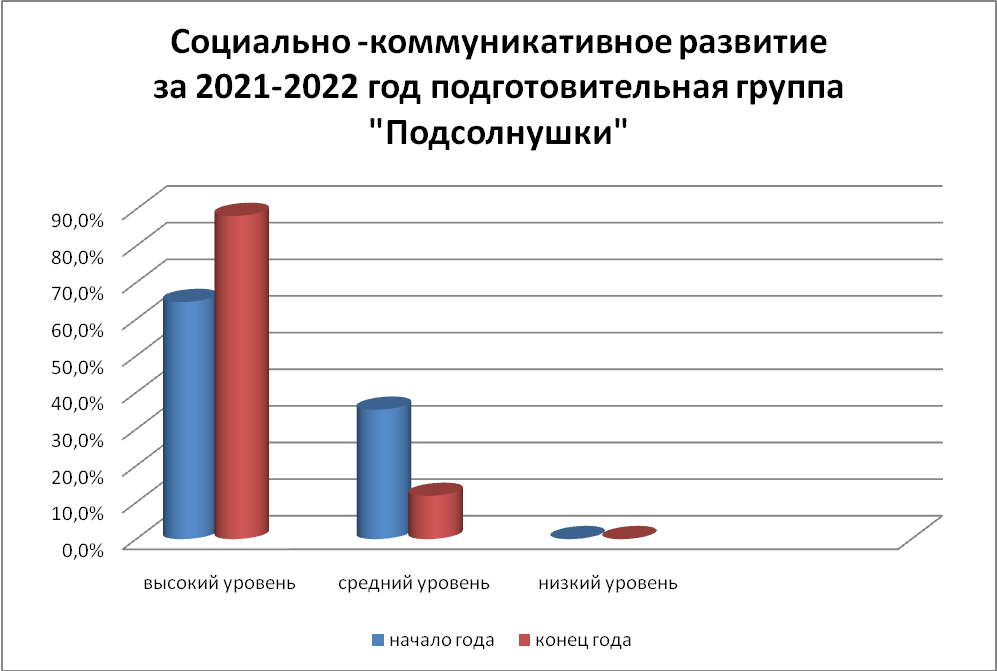 Социально -коммуникативное развитие
за 2021-2022 год подготовительная группа
"Подсолнушки"
90,0%
80,0%
70,0%
60,0%
50,0%
40,0%
30,0%
20,0%
10,0%
0,0%
высокий уровень средний уровень низкий уровень
начало года конец года